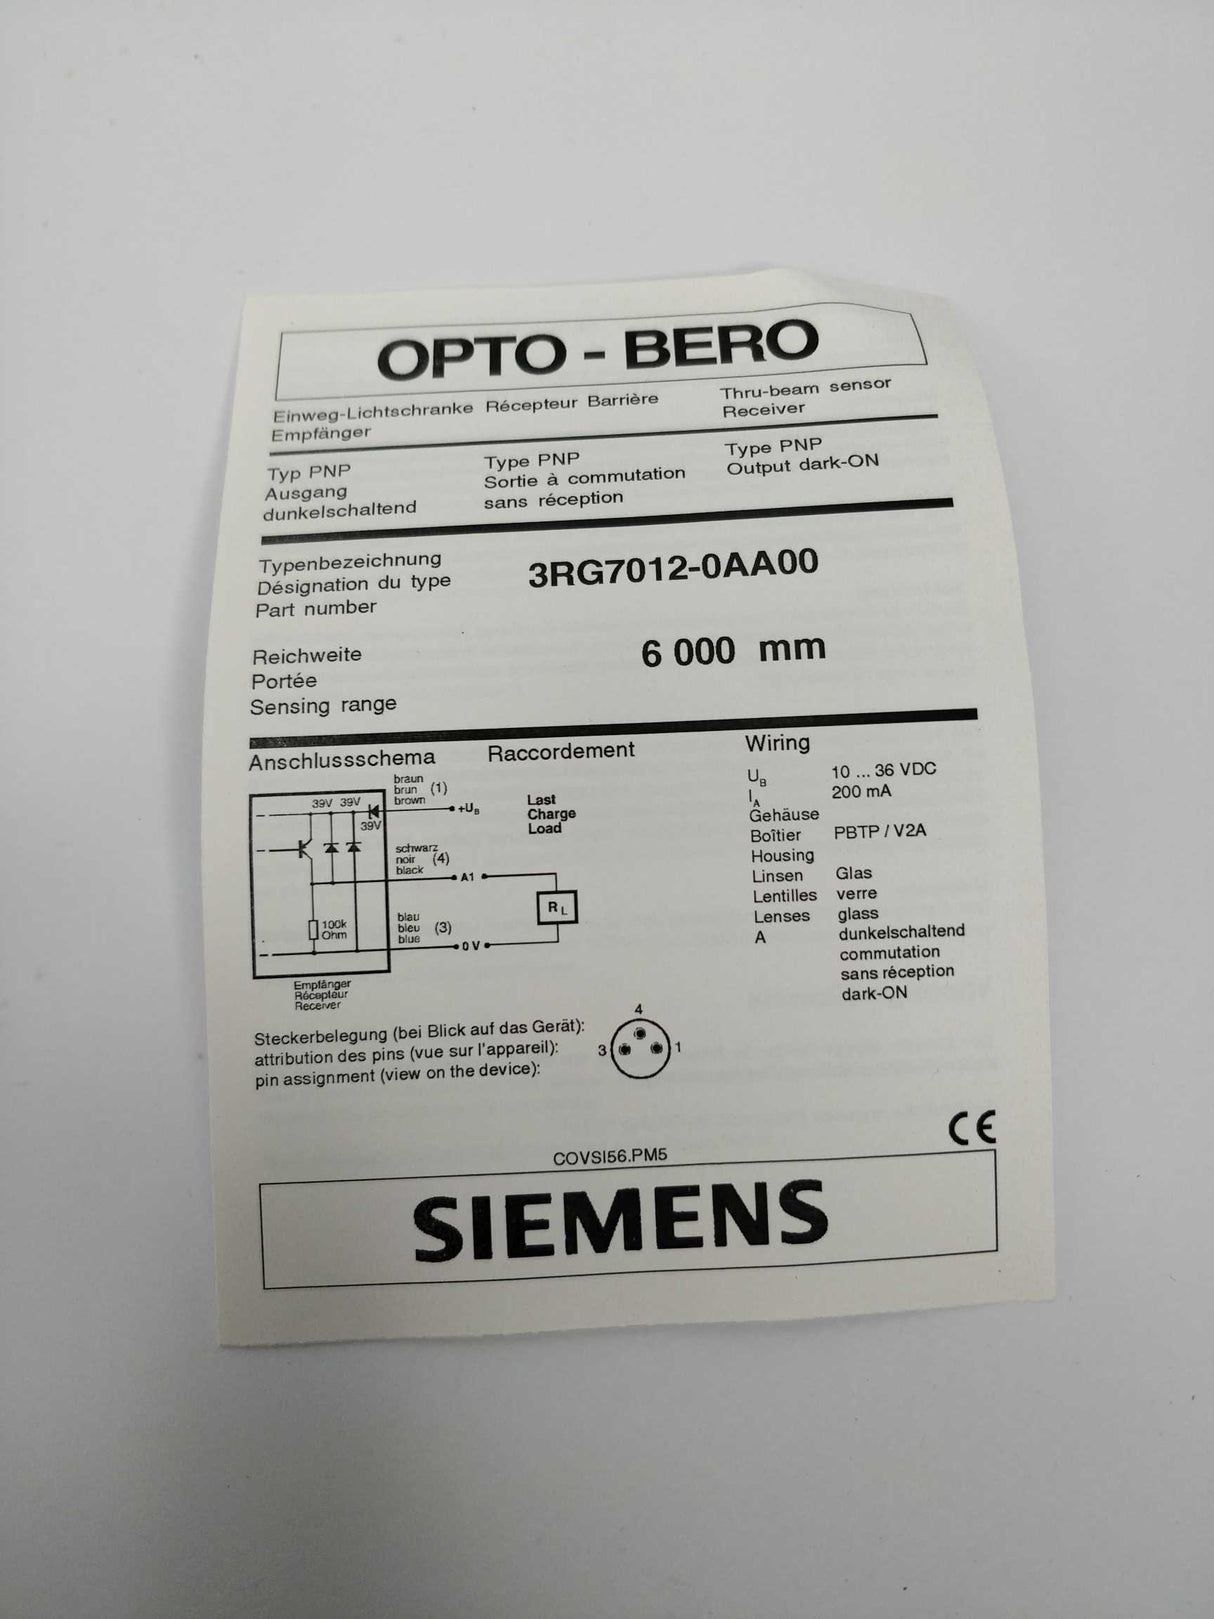 OPTO - BERO
Einweg-Lichtschranke Récepteur Barrière Thru-beam sensor
Empfänger Receiver
Typ PNP Type PNP Type PNP
Ausgang Sortie à commutation Output dark-ON
dunkelschaltend sans réception
Typenbezeichnung
Désignation du type 3RG7012-0AA00
Part number
Reichweite 6 000 mm
Portée
Sensing range
Anschlussschema Raccordement Wiring
braun
brun (1)
brown
39V 39V
39V
+UB
schwarz
noir (4)
black
A1
100k
Ohm
blau
bleu (3)
blue
0 V
Empfänger
Récepteur
Receiver
Last
Charge
Load
RL
UB 10 ... 36 VDC
IA 200 mA
Gehäuse
Boîtier PBTP / V2A
Housing
Linsen Glas
Lentilles verre
Lenses glass
A dunkelschaltend
commutation
sans réception
dark-ON
Steckerbelegung (bei Blick auf das Gerät):
attribution des pins (vue sur l'appareil):
pin assignment (view on the device):
4
3 1
CE
COVSI56.PM5
SIEMENS